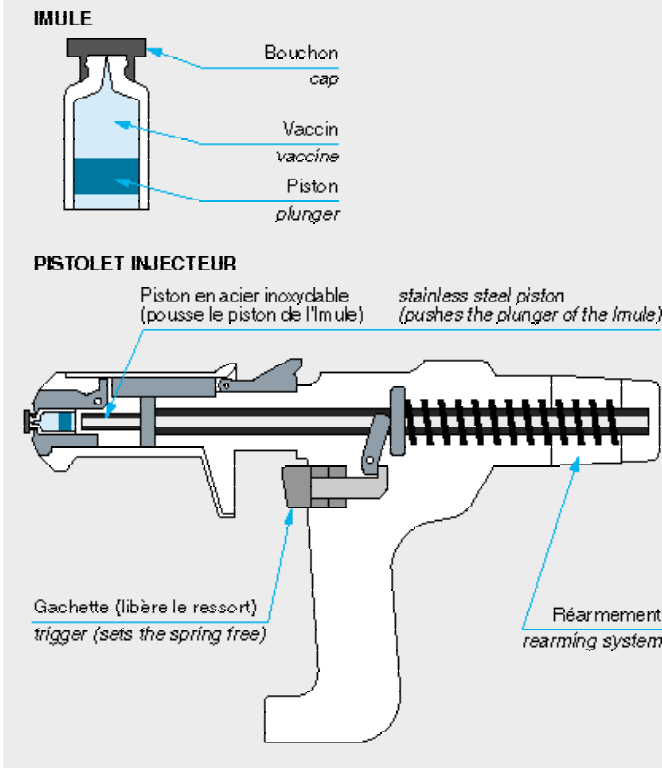 IMULE
Bouchon
cap
Vaccin
vaccine
Piston
plunger
PISTOLET INJECTEUR
Piston en acier inoxydable
(pousse le piston de l'Imule)
stainless steel piston
(pushes the plunger of the Imule)
Gachette (libère le ressort)
trigger (sets the spring free)
Réarmement
rearming system